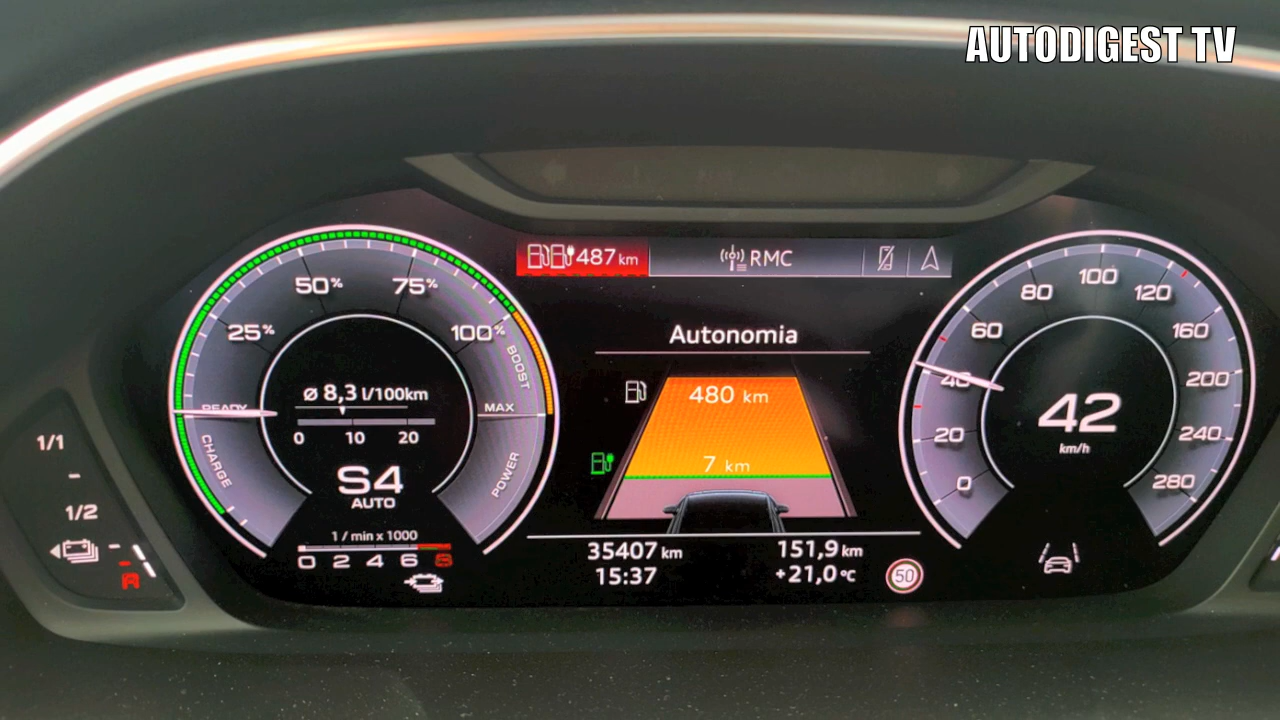 AUTODIGEST TV
487 km
RMC
50%
75%
25%
100%
BOOST
READY
MAX
CHARGE
POWER
ø 8,3 l/100km
0 10 20
S4
AUTO
1 / min x 1000
0 2 4 6 8
1/1
1/2
R
Autonomia
480 km
7 km
35407 km
151,9 km
15:37
+21,0 °C
50
0
20
40
60
80
100
120
160
200
240
280
42
km/h